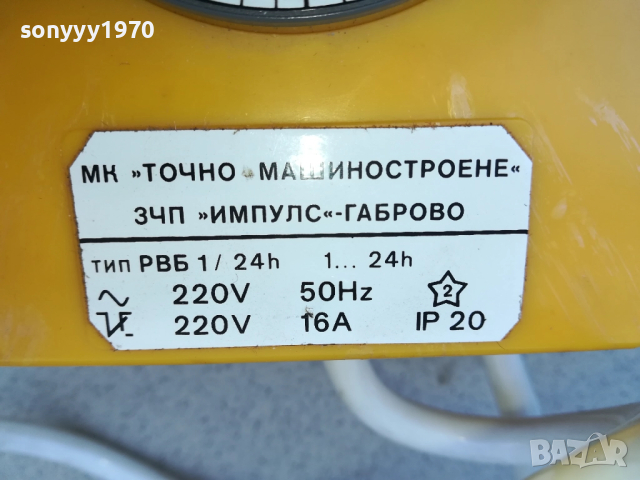 sonyyy1970
МК »ТОЧНО МАШИНОСТРОЕНЕ«
ЗЧП »ИМПУЛС«-ГАБРОВО
тип РВБ 1 / 24h 1... 24h
~ 220V 50Hz 2
220V 16A IP 20
BAZAR